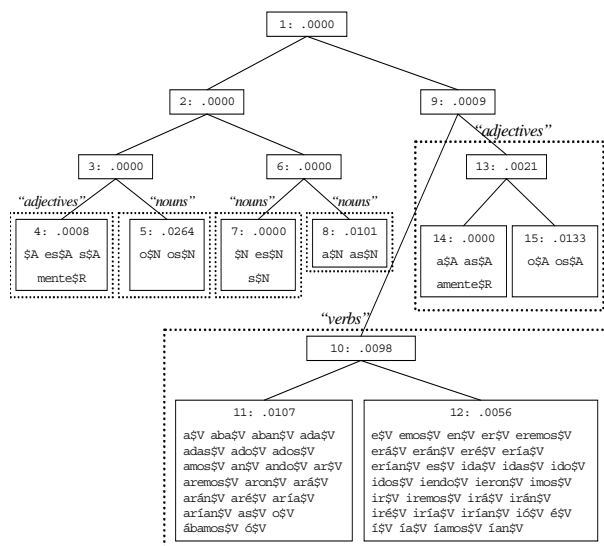 1: .0000
2: .0000
9: .0009
“adjectives”
3: .0000
6: .0000
13: .0021
“adjectives”
“nouns”
“nouns”
“nouns”
4: .0008
$A es$A s$A
mente$R
5: .0264
o$N os$N
7: .0000
$N es$N
s$N
8: .0101
a$N as$N
14: .0000
a$A as$A
amente$R
15: .0133
o$A os$A
“verbs”
10: .0098
11: .0107
a$V aba$V aban$V ada$V
adas$V ado$V ados$V
amos$V an$V ando$V ar$V
aremos$V aron$V ará$V
arán$V aré$V aría$V
arían$V as$V o$V
ábamos$V ó$V
12: .0056
e$V emos$V en$V er$V eremos$V
erá$V erán$V eré$V ería$V
erían$V es$V ida$V idas$V ido$V
idos$V iendo$V ieron$V imos$V
ir$V iremos$V irá$V irán$V
iré$V iría$V irían$V ió$V é$V
í$V ía$V íamos$V ían$V